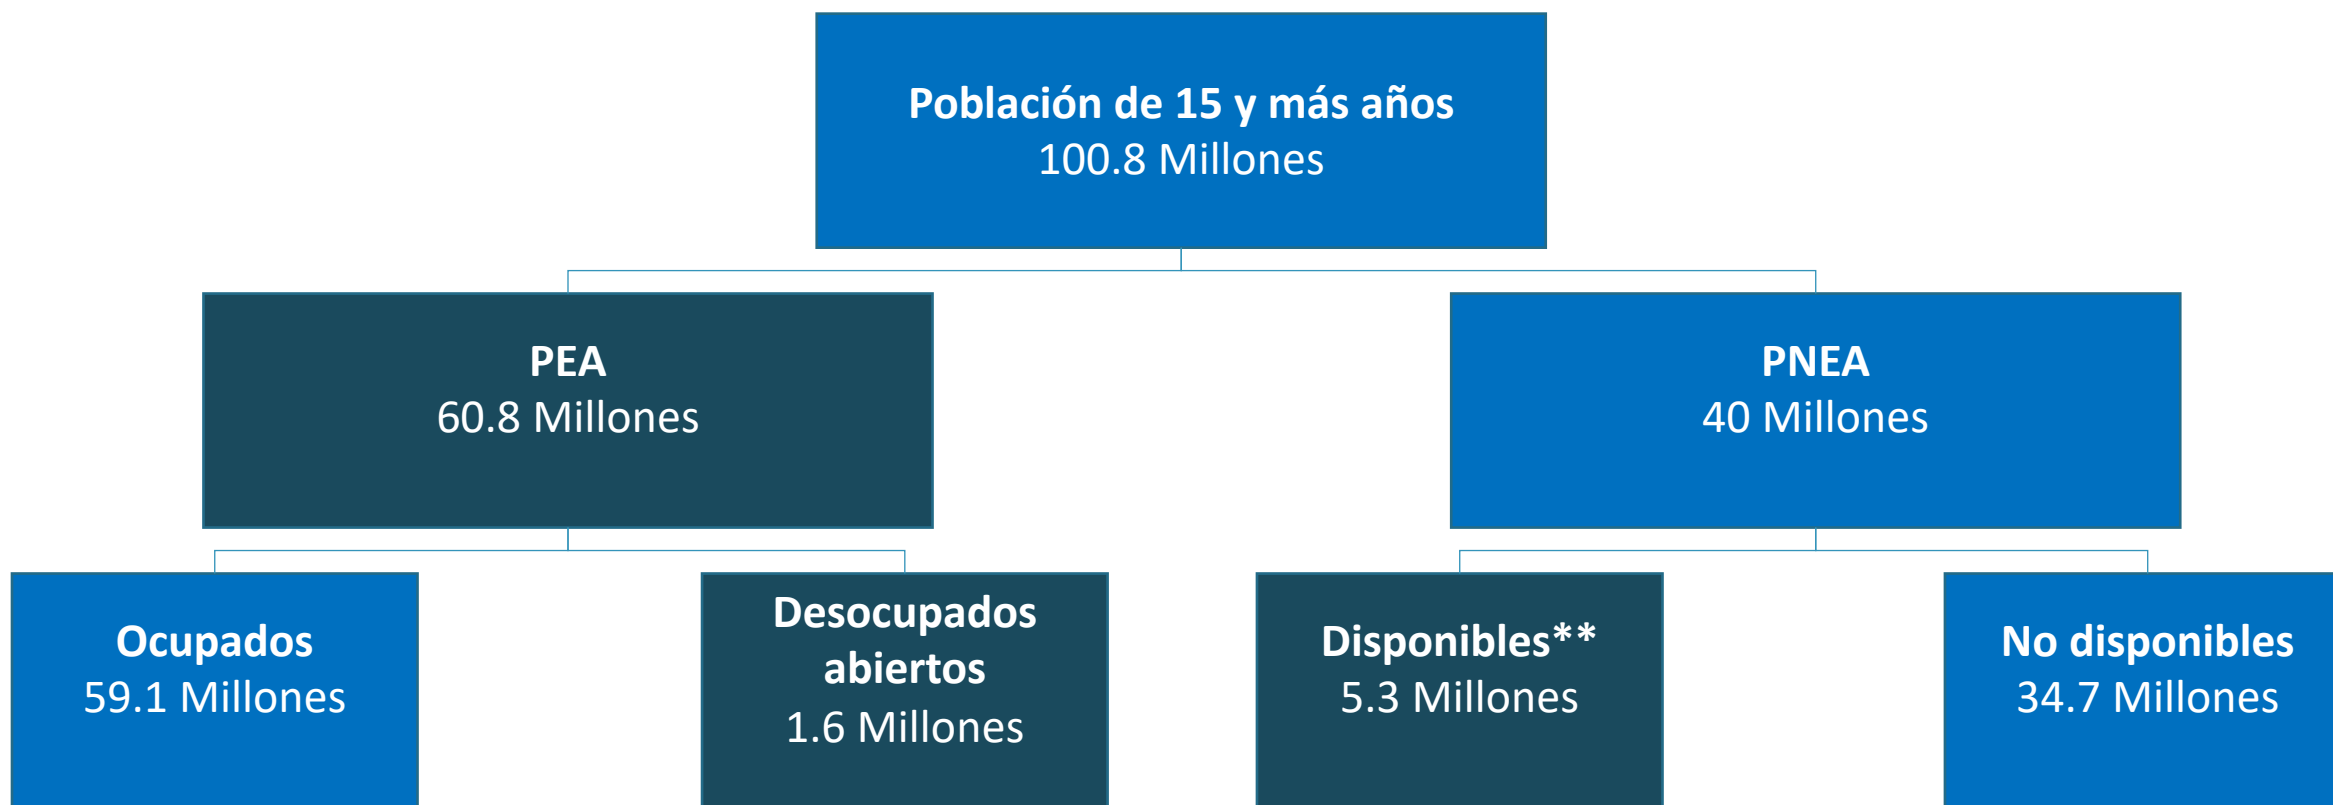 Población de 15 y más años
100.8 Millones
PEA
60.8 Millones
PNEA
40 Millones
Ocupados
59.1 Millones
Desocupados
abiertos
1.6 Millones
Disponibles**
5.3 Millones
No disponibles
34.7 Millones